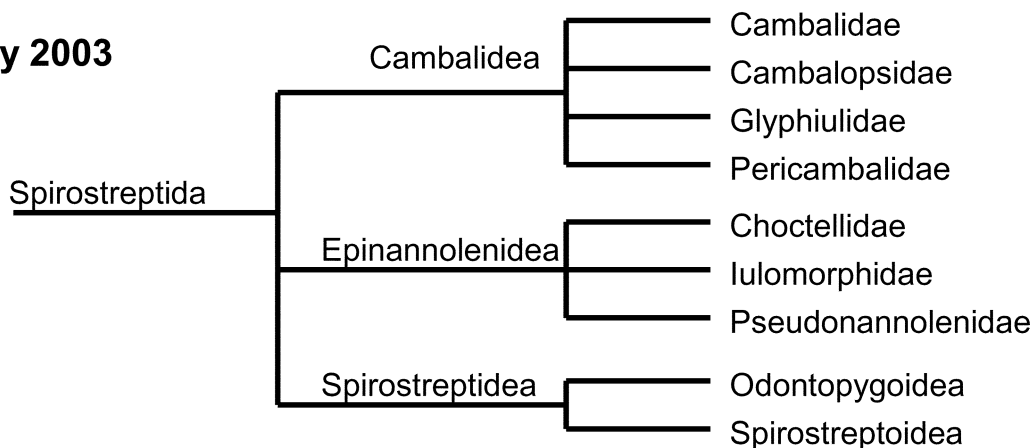 y 2003
Cambalidea
Cambalidae
Cambalopsidae
Glyphiulidae
Pericambalidae
Spirostreptida
Epinannolenidea
Choctellidae
Iulomorphidae
Pseudonannolenidae
Spirostreptidea
Odontopygoidea
Spirostreptoidea